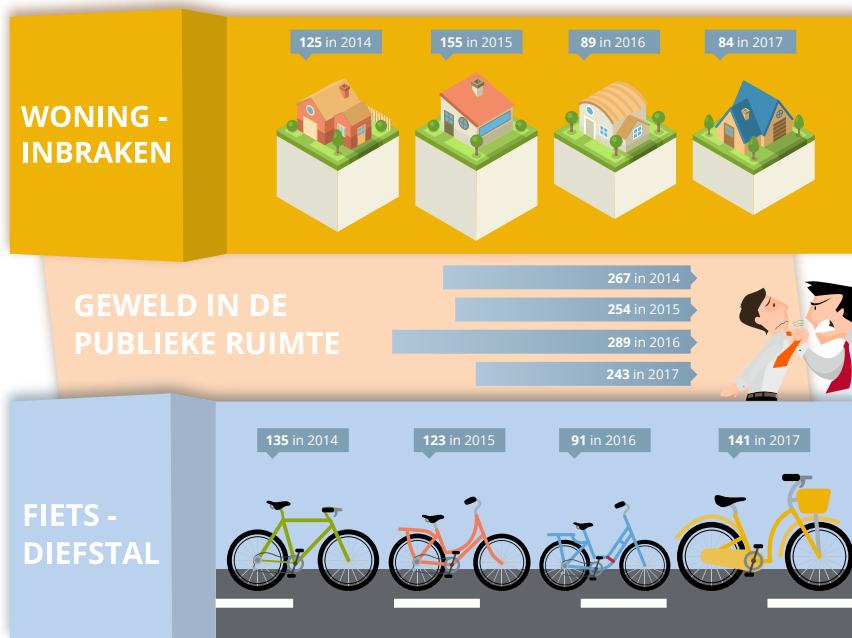 WONING -
INBRAKEN
125 in 2014
155 in 2015
89 in 2016
84 in 2017
GEWELD IN DE
PUBLIEKE RUIMTE
267 in 2014
254 in 2015
289 in 2016
243 in 2017
FIETS -
DIEFSTAL
135 in 2014
123 in 2015
91 in 2016
141 in 2017